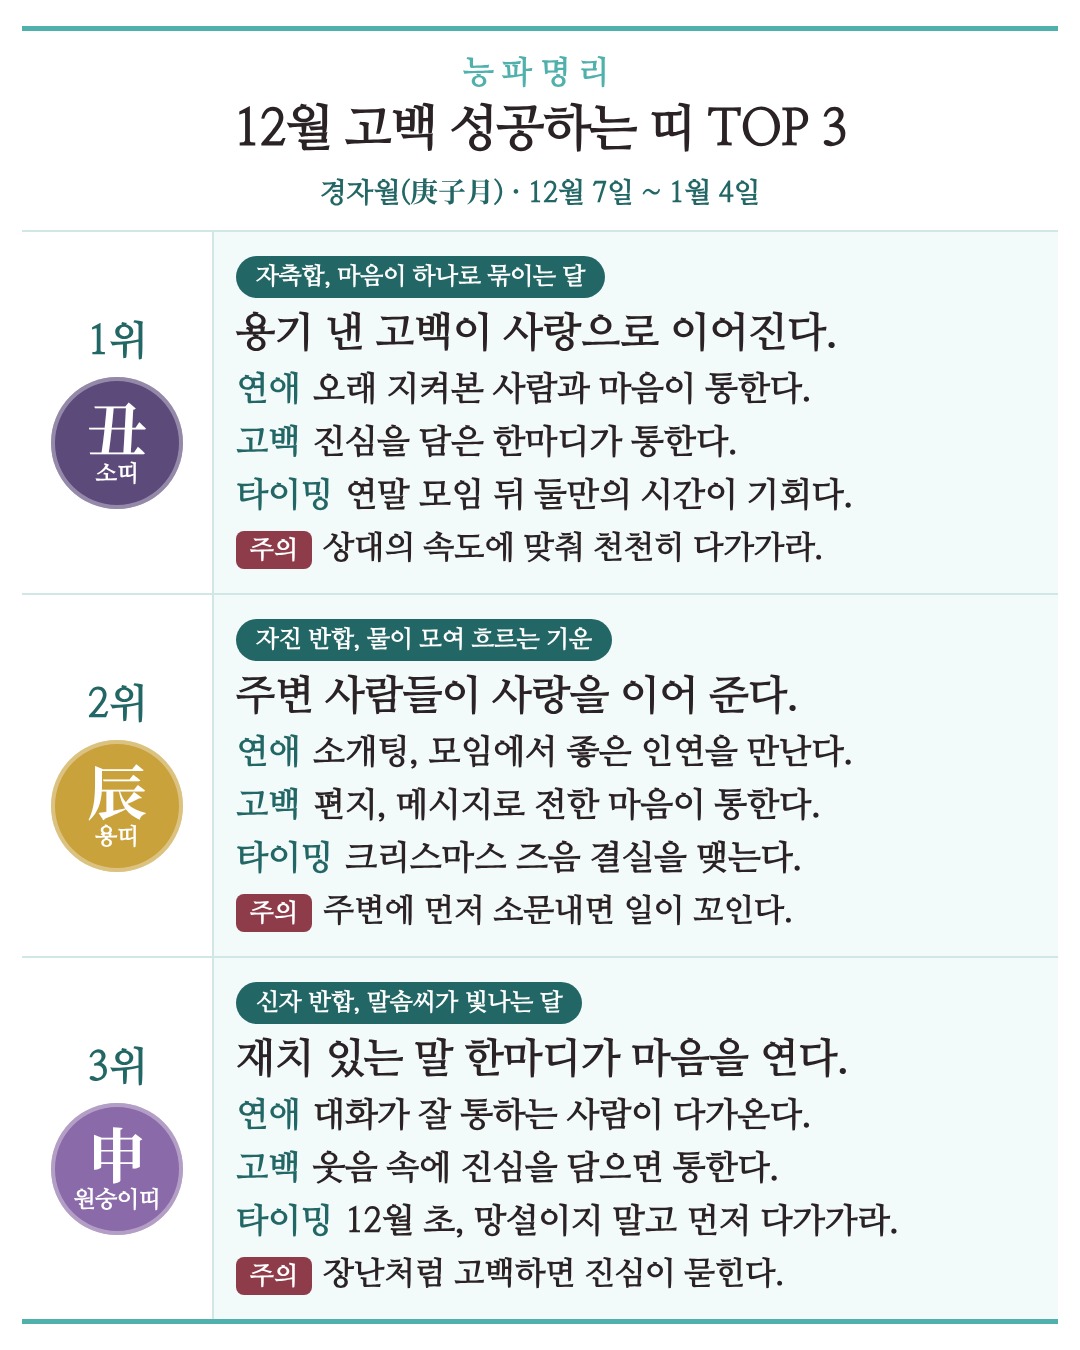 능파명리
12월 고백 성공하는 띠 TOP 3
경자월(庚子月) · 12월 7일 ~ 1월 4일
1위
丑
소띠
자축합, 마음이 하나로 묶이는 달
용기 낸 고백이 사랑으로 이어진다.
연애 오래 지켜본 사람과 마음이 통한다.
고백 진심을 담은 한마디가 통한다.
타이밍 연말 모임 뒤 둘만의 시간이 기회다.
주의 상대의 속도에 맞춰 천천히 다가가라.
2위
辰
용띠
자진 반합, 물이 모여 흐르는 기운
주변 사람들이 사랑을 이어 준다.
연애 소개팅, 모임에서 좋은 인연을 만난다.
고백 편지, 메시지로 전한 마음이 통한다.
타이밍 크리스마스 즈음 결실을 맺는다.
주의 주변에 먼저 소문내면 일이 꼬인다.
3위
申
원숭이띠
신자 반합, 말솜씨가 빛나는 달
재치 있는 말 한마디가 마음을 연다.
연애 대화가 잘 통하는 사람이 다가온다.
고백 웃음 속에 진심을 담으면 통한다.
타이밍 12월 초, 망설이지 말고 먼저 다가가라.
주의 장난처럼 고백하면 진심이 묻힌다.